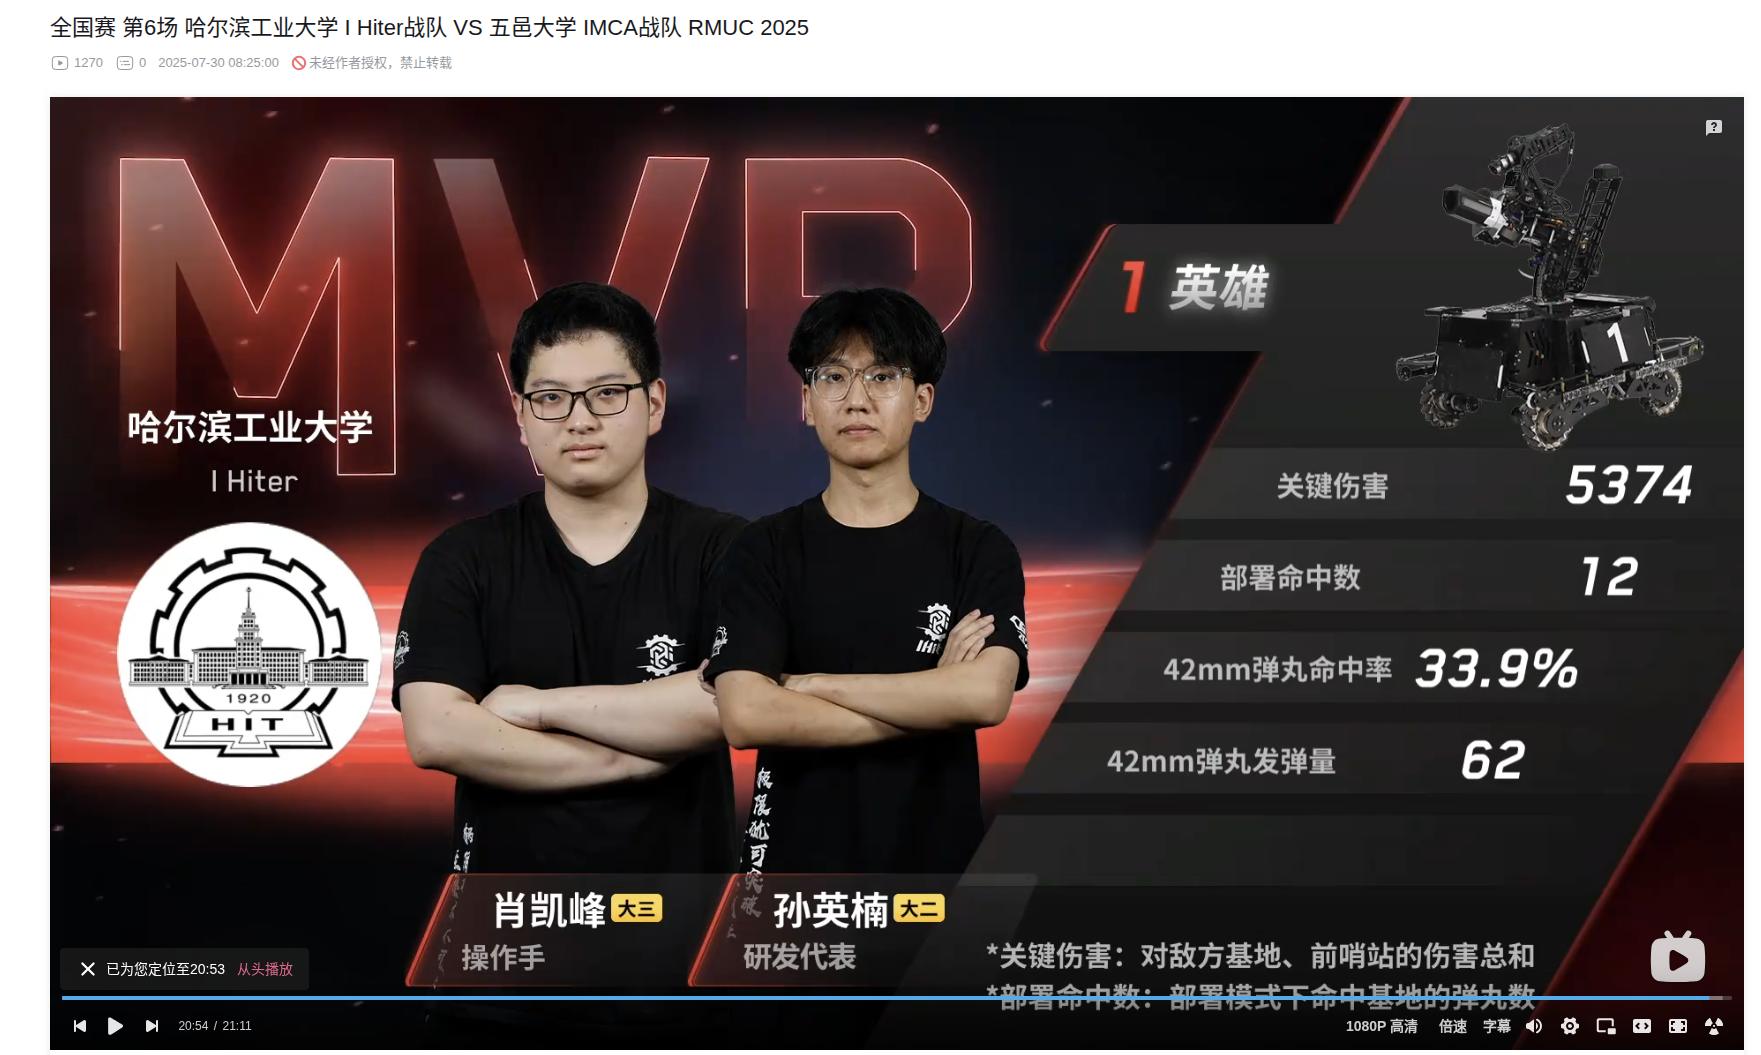 全国赛 第6场 哈尔滨工业大学 I Hiter战队 VS 五邑大学 IMCA战队 RMUC 2025
1270 0 2025-07-30 08:25:00 未经作者授权，禁止转载
MVP
1 英雄
1
哈尔滨工业大学
I Hiter
1920
HIT
关键伤害 5374
部署命中数 12
42mm弹丸命中率 33.9%
42mm弹丸发弹量 62
极限犹可突破
肖凯峰 大三
操作手
孙英楠 大二
研发代表
*关键伤害：对敌方基地、前哨站的伤害总和
*部署命中数：部署模式下命中基地的弹丸数
已为您定位至20:53 从头播放
20:54 / 21:11
1080P 高清 倍速 字幕